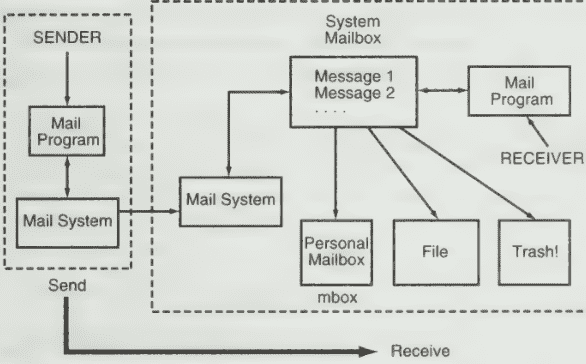 SENDER
Mail
Program
Mail System
Send
System
Mailbox
Message 1
Message 2
. . . .
Mail
Program
RECEIVER
Mail System
Personal
Mailbox
mbox
File
Trash!
Receive